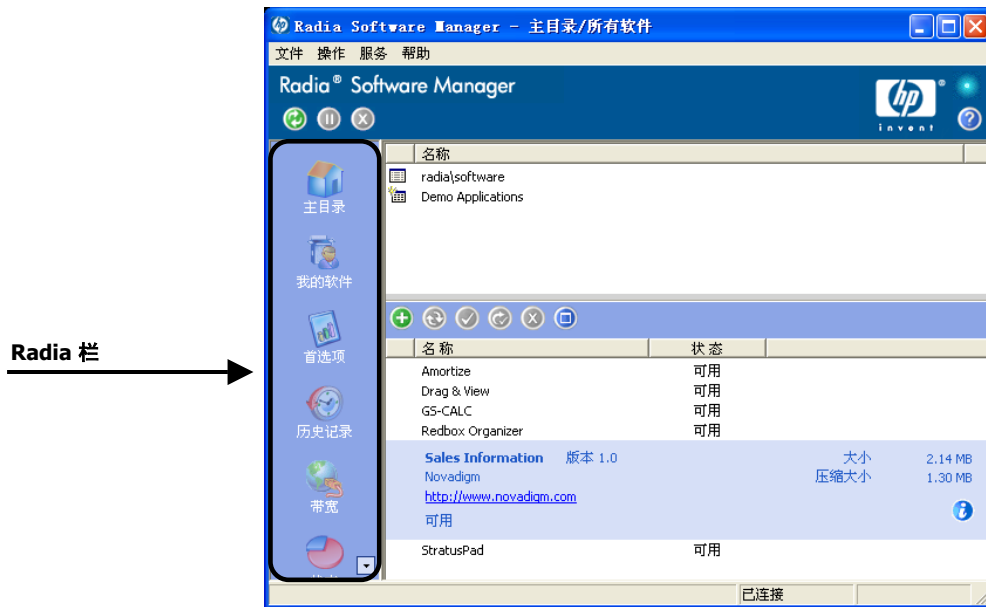 Radia Software Manager - 主目录/所有软件
文件 操作 服务 帮助
Radia® Software Manager
hp ®
invent
主目录
我的软件
首选项
历史记录
带宽
Radia 栏
名称
radia\software
Demo Applications
名称 状态
Amortize 可用
Drag & View 可用
GS-CALC 可用
Redbox Organizer 可用
Sales Information 版本 1.0 大小 2.14 MB
Novadigm 压缩大小 1.30 MB
http://www.novadigm.com
可用
StratusPad 可用
已连接